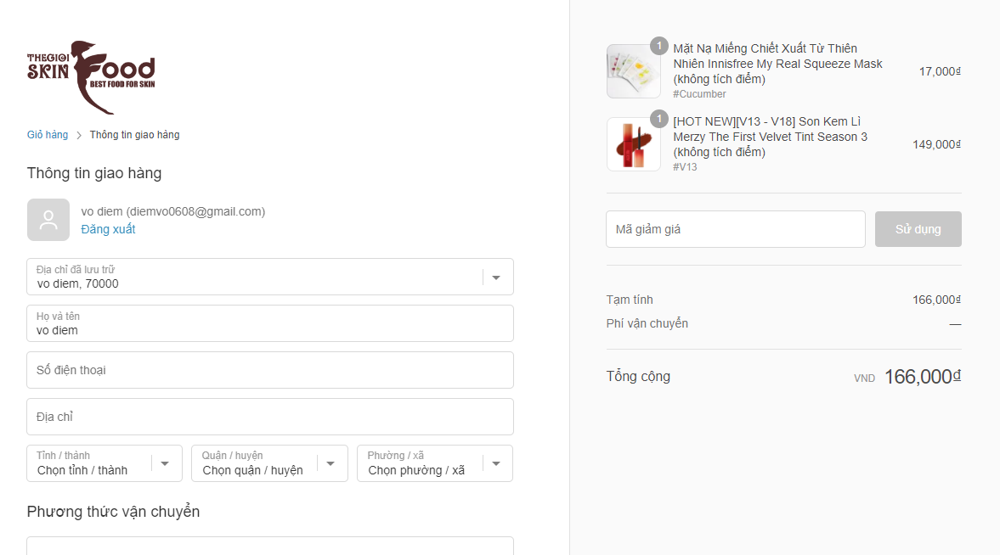 THEGIOI
SKIN Food
BEST FOOD FOR SKIN
Giỏ hàng > Thông tin giao hàng
Thông tin giao hàng
vo diem (diemvo0608@gmail.com)
Đăng xuất
Địa chỉ đã lưu trữ
vo diem, 70000
Họ và tên
vo diem
Số điện thoại
Địa chỉ
Tỉnh / thành
Chọn tỉnh / thành
Quận / huyện
Chọn quận / huyện
Phường / xã
Chọn phường / xã
Phương thức vận chuyển
1
Mặt Nạ Miếng Chiết Xuất Từ Thiên
Nhiên Innisfree My Real Squeeze Mask
(không tích điểm)
#Cucumber
17,000₫
1
[HOT NEW][V13 - V18] Son Kem Lì
Merzy The First Velvet Tint Season 3
(không tích điểm)
#V13
149,000₫
Mã giảm giá
Sử dụng
Tạm tính 166,000₫
Phí vận chuyển —
Tổng cộng VND 166,000₫